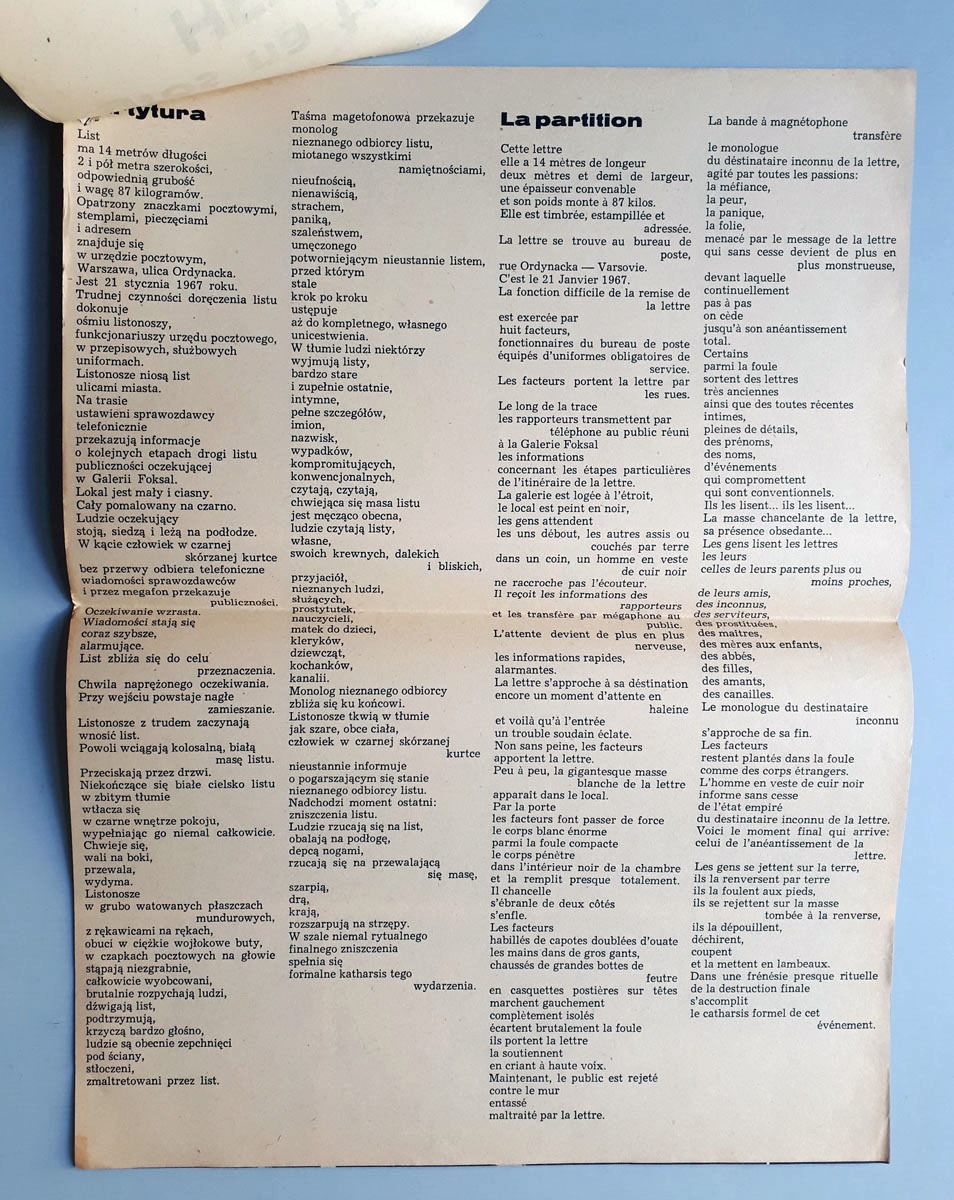 tytura
List
ma 14 metrów długości
2 i pół metra szerokości,
odpowiednią grubość
i wagę 87 kilogramów.
Opatrzony znaczkami pocztowymi,
stemplami, pieczęciami
i adresem
znajduje się
w urzędzie pocztowym,
Warszawa, ulica Ordynacka.
Jest 21 stycznia 1967 roku.
Trudnej czynności doręczenia listu
dokonuje
ośmiu listonoszy,
funkcjonariuszy urzędu pocztowego,
w przepisowych, służbowych
uniformach.
Listonosze niosą list
ulicami miasta.
Na trasie
ustawieni sprawozdawcy
telefonicznie
przekazują informacje
o kolejnych etapach drogi listu
publiczności oczekującej
w Galerii Foksal.
Lokal jest mały i ciasny.
Cały pomalowany na czarno.
Ludzie oczekujący
stoją, siedzą i leżą na podłodze.
W kącie człowiek w czarnej
skórzanej kurtce
bez przerwy odbiera telefoniczne
wiadomości sprawozdawców
i przez megafon przekazuje
publiczności.
Oczekiwanie wzrasta.
Wiadomości stają się
coraz szybsze,
alarmujące.
List zbliża się do celu
przeznaczenia.
Chwila naprężonego oczekiwania.
Przy wejściu powstaje nagłe
zamieszanie.
Listonosze z trudem zaczynają
wnosić list.
Powoli wciągają kolosalną, białą
masę listu.
Przeciskają przez drzwi.
Niekończące się białe cielsko listu
w zbitym tłumie
wtłacza się
w czarne wnętrze pokoju,
wypełniając go niemal całkowicie.
Chwieje się,
wali na boki,
przewala,
wydyma.
Listonosze
w grubo watowanych płaszczach
mundurowych,
z rękawicami na rękach,
obuci w ciężkie wojłokowe buty,
w czapkach pocztowych na głowie
stąpają niezgrabnie,
całkowicie wyobcowani,
brutalnie rozpychają ludzi,
dźwigają list,
podtrzymują,
krzyczą bardzo głośno,
ludzie są obecnie zepchnięci
pod ściany,
stłoczeni,
zmaltretowani przez list.
Taśma magetofonowa przekazuje
monolog
nieznanego odbiorcy listu,
miotanego wszystkimi
namiętnościami,
nieufnością,
nienawiścią,
strachem,
paniką,
szaleństwem,
umęczonego
potworniejącym nieustannie listem,
przed którym
stale
krok po kroku
ustępuje
aż do kompletnego, własnego
unicestwienia.
W tłumie ludzi niektórzy
wyjmują listy,
bardzo stare
i zupełnie ostatnie,
intymne,
pełne szczegółów,
imion,
nazwisk,
wypadków,
kompromitujących,
konwencjonalnych,
czytają, czytają,
chwiejąca się masa listu
jest męcząco obecna,
ludzie czytają listy,
własne,
swoich krewnych, dalekich
i bliskich,
przyjaciół,
nieznanych ludzi,
służących,
prostytutek,
nauczycieli,
matek do dzieci,
kleryków,
dziewcząt,
kochanków,
kanalii.
Monolog nieznanego odbiorcy
zbliża się ku końcowi.
Listonosze tkwią w tłumie
jak szare, obce ciała,
człowiek w czarnej skórzanej
kurtce
nieustannie informuje
o pogarszającym się stanie
nieznanego odbiorcy listu.
Nadchodzi moment ostatni:
zniszczenia listu.
Ludzie rzucają się na list,
obalają na podłogę,
depcą nogami,
rzucają się na przewalającą
się masę,
szarpią,
drą,
krają,
rozszarpują na strzępy.
W szale niemal rytualnego
finalnego zniszczenia
spełnia się
formalne katharsis tego
wydarzenia.
La partition
Cette lettre
elle a 14 mètres de longeur
deux mètres et demi de largeur,
une épaisseur convenable
et son poids monte à 87 kilos.
Elle est timbrée, estampillée et
adressée.
La lettre se trouve au bureau de
poste,
rue Ordynacka — Varsovie.
C'est le 21 Janvier 1967.
La fonction difficile de la remise de
la lettre
est exercée par
huit facteurs,
fonctionnaires du bureau de poste
équipés d'uniformes obligatoires de
service.
Les facteurs portent la lettre par
les rues.
Le long de la trace
les rapporteurs transmettent par
téléphone au public réuni
à la Galerie Foksal
les informations
concernant les étapes particulières
de l'itinéraire de la lettre.
La galerie est logée à l'étroit,
le local est peint en noir,
les gens attendent
les uns débout, les autres assis ou
couchés par terre
dans un coin, un homme en veste
de cuir noir
ne raccroche pas l'écouteur.
Il reçoit les informations des
rapporteurs
et les transfère par mégaphone au
public.
L'attente devient de plus en plus
nerveuse,
les informations rapides,
alarmantes.
La lettre s'approche à sa déstination
encore un moment d'attente en
haleine
et voilà qu'à l'entrée
un trouble soudain éclate.
Non sans peine, les facteurs
apportent la lettre.
Peu à peu, la gigantesque masse
blanche de la lettre
apparaît dans le local.
Par la porte
les facteurs font passer de force
le corps blanc énorme
parmi la foule compacte
le corps pénètre
dans l'intérieur noir de la chambre
et la remplit presque totalement.
Il chancelle
s'ébranle de deux côtés
s'enfle.
Les facteurs
habillés de capotes doublées d'ouate
les mains dans de gros gants,
chaussés de grandes bottes de
feutre
en casquettes postières sur têtes
marchent gauchement
complètement isolés
écartent brutalement la foule
ils portent la lettre
la soutiennent
en criant à haute voix.
Maintenant, le public est rejeté
contre le mur
entassé
maltraité par la lettre.
La bande à magnétophone
transfère
le monologue
du déstinataire inconnu de la lettre,
agité par toutes les passions:
la méfiance,
la peur,
la panique,
la folie,
menacé par le message de la lettre
qui sans cesse devient de plus en
plus monstrueuse,
devant laquelle
continuellement
pas à pas
on cède
jusqu'à son anéantissement
total.
Certains
parmi la foule
sortent des lettres
très anciennes
ainsi que des toutes récentes
intimes,
pleines de détails,
des prénoms,
des noms,
d'événements
qui compromettent
qui sont conventionnels.
Ils les lisent... ils les lisent...
La masse chancelante de la lettre,
sa présence obsedante...
Les gens lisent les lettres
les leurs
celles de leurs parents plus ou
moins proches,
de leurs amis,
des inconnus,
des serviteurs,
des prostituées,
des maîtres,
des mères aux enfants,
des abbés,
des filles,
des amants,
des canailles.
Le monologue du destinataire
inconnu
s'approche de sa fin.
Les facteurs
restent plantés dans la foule
comme des corps étrangers.
L'homme en veste de cuir noir
informe sans cesse
de l'état empiré
du destinataire inconnu de la lettre.
Voici le moment final qui arrive:
celui de l'anéantissement de la
lettre.
Les gens se jettent sur la terre,
ils la renversent par terre
ils la foulent aux pieds,
ils se rejettent sur la masse
tombée à la renverse,
ils la dépouillent,
déchirent,
coupent
et la mettent en lambeaux.
Dans une frénésie presque rituelle
de la destruction finale
s'accomplit
le catharsis formel de cet
événement.